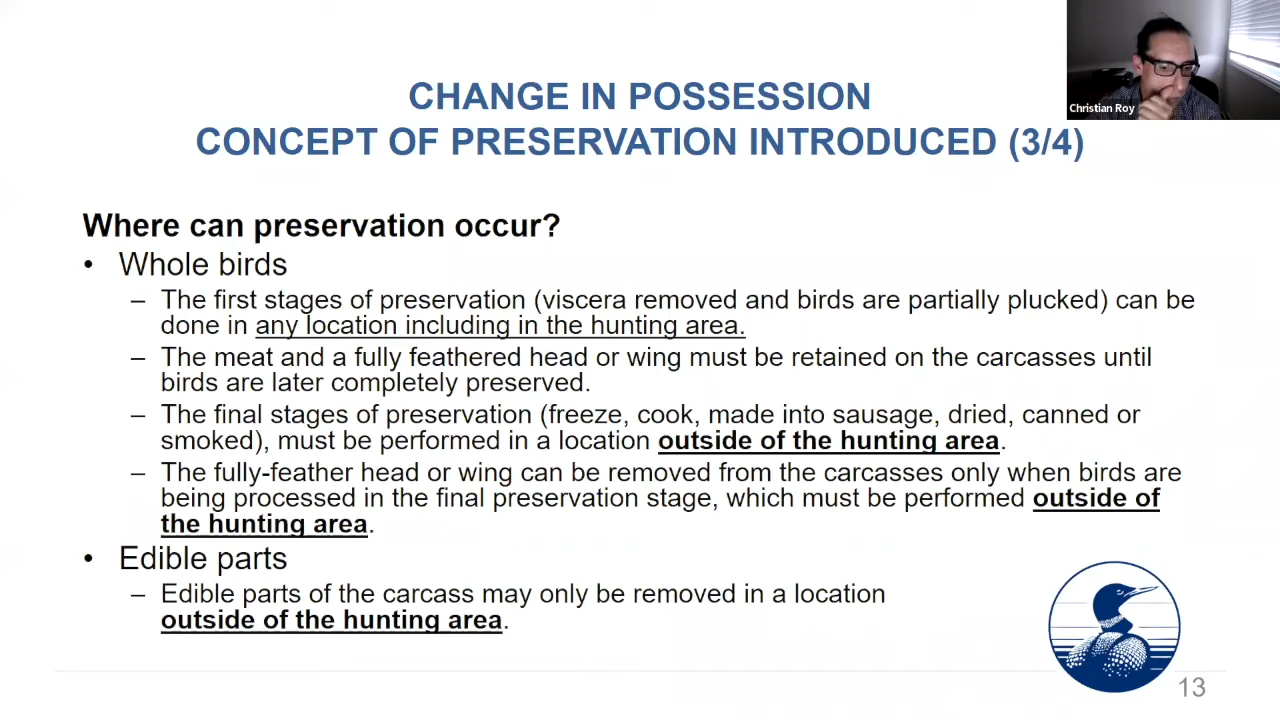 Christian Roy
CHANGE IN POSSESSION
CONCEPT OF PRESERVATION INTRODUCED (3/4)
Where can preservation occur?
• Whole birds
– The first stages of preservation (viscera removed and birds are partially plucked) can be
done in any location including in the hunting area.
– The meat and a fully feathered head or wing must be retained on the carcasses until
birds are later completely preserved.
– The final stages of preservation (freeze, cook, made into sausage, dried, canned or
smoked), must be performed in a location outside of the hunting area.
– The fully-feather head or wing can be removed from the carcasses only when birds are
being processed in the final preservation stage, which must be performed outside of
the hunting area.
• Edible parts
– Edible parts of the carcass may only be removed in a location
outside of the hunting area.
13